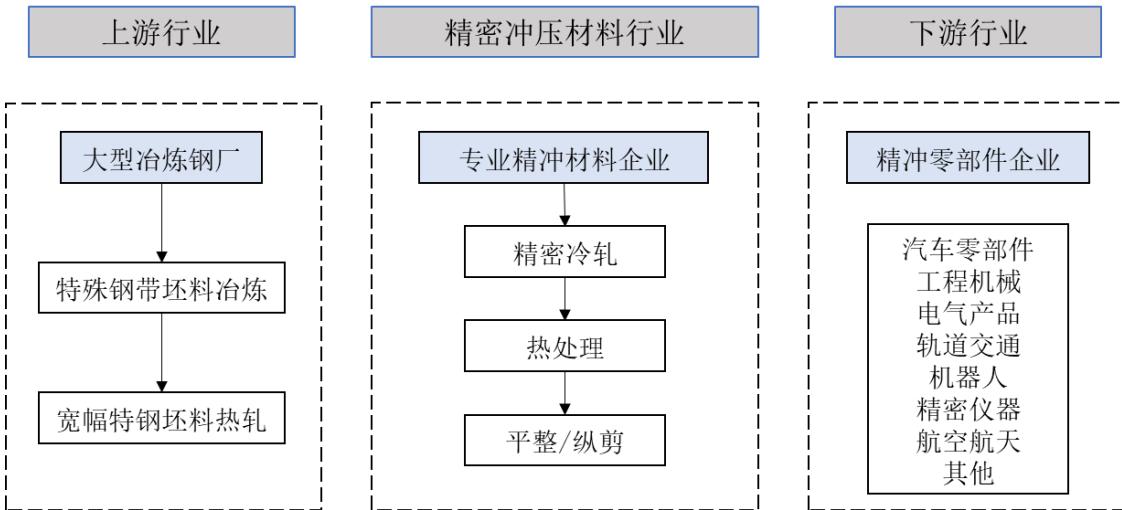 上游行业
精密冲压材料行业
下游行业
大型冶炼钢厂
特殊钢带坯料冶炼
宽幅特钢坯料热轧
专业精冲材料企业
精密冷轧
热处理
平整/纵剪
精冲零部件企业
汽车零部件
工程机械
电气产品
轨道交通
机器人
精密仪器
航空航天
其他